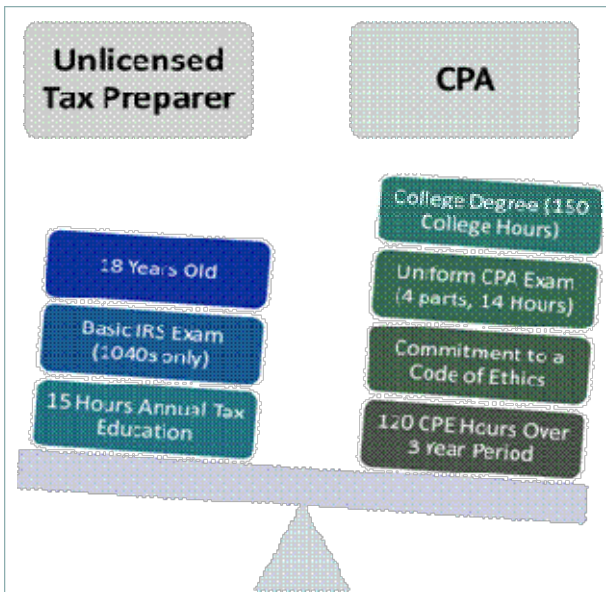 Unlicensed
Tax Preparer
CPA
18 Years Old
Basic IRS Exam
(1040s only)
15 Hours Annual Tax
Education
College Degree (150
College Hours)
Uniform CPA Exam
(4 parts, 14 Hours)
Commitment to a
Code of Ethics
120 CPE Hours Over
3 Year Period